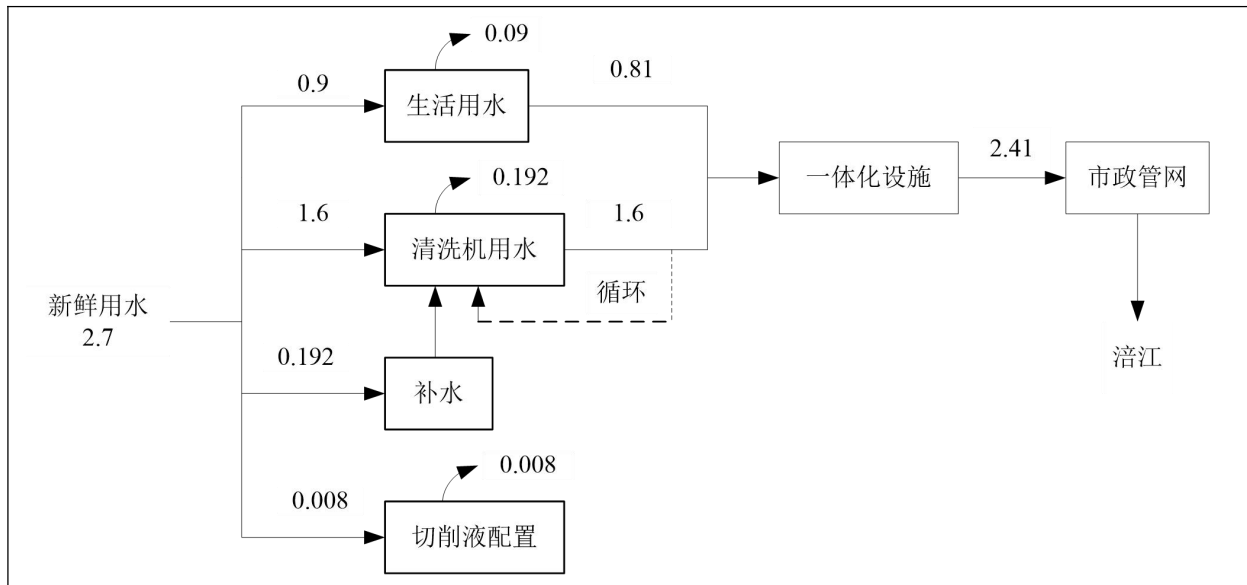 0.09
0.9
生活用水
0.81
一体化设施
2.41
市政管网
0.192
1.6
清洗机用水
1.6
循环
新鲜用水
2.7
涪江
0.192
补水
0.008
0.008
切削液配置